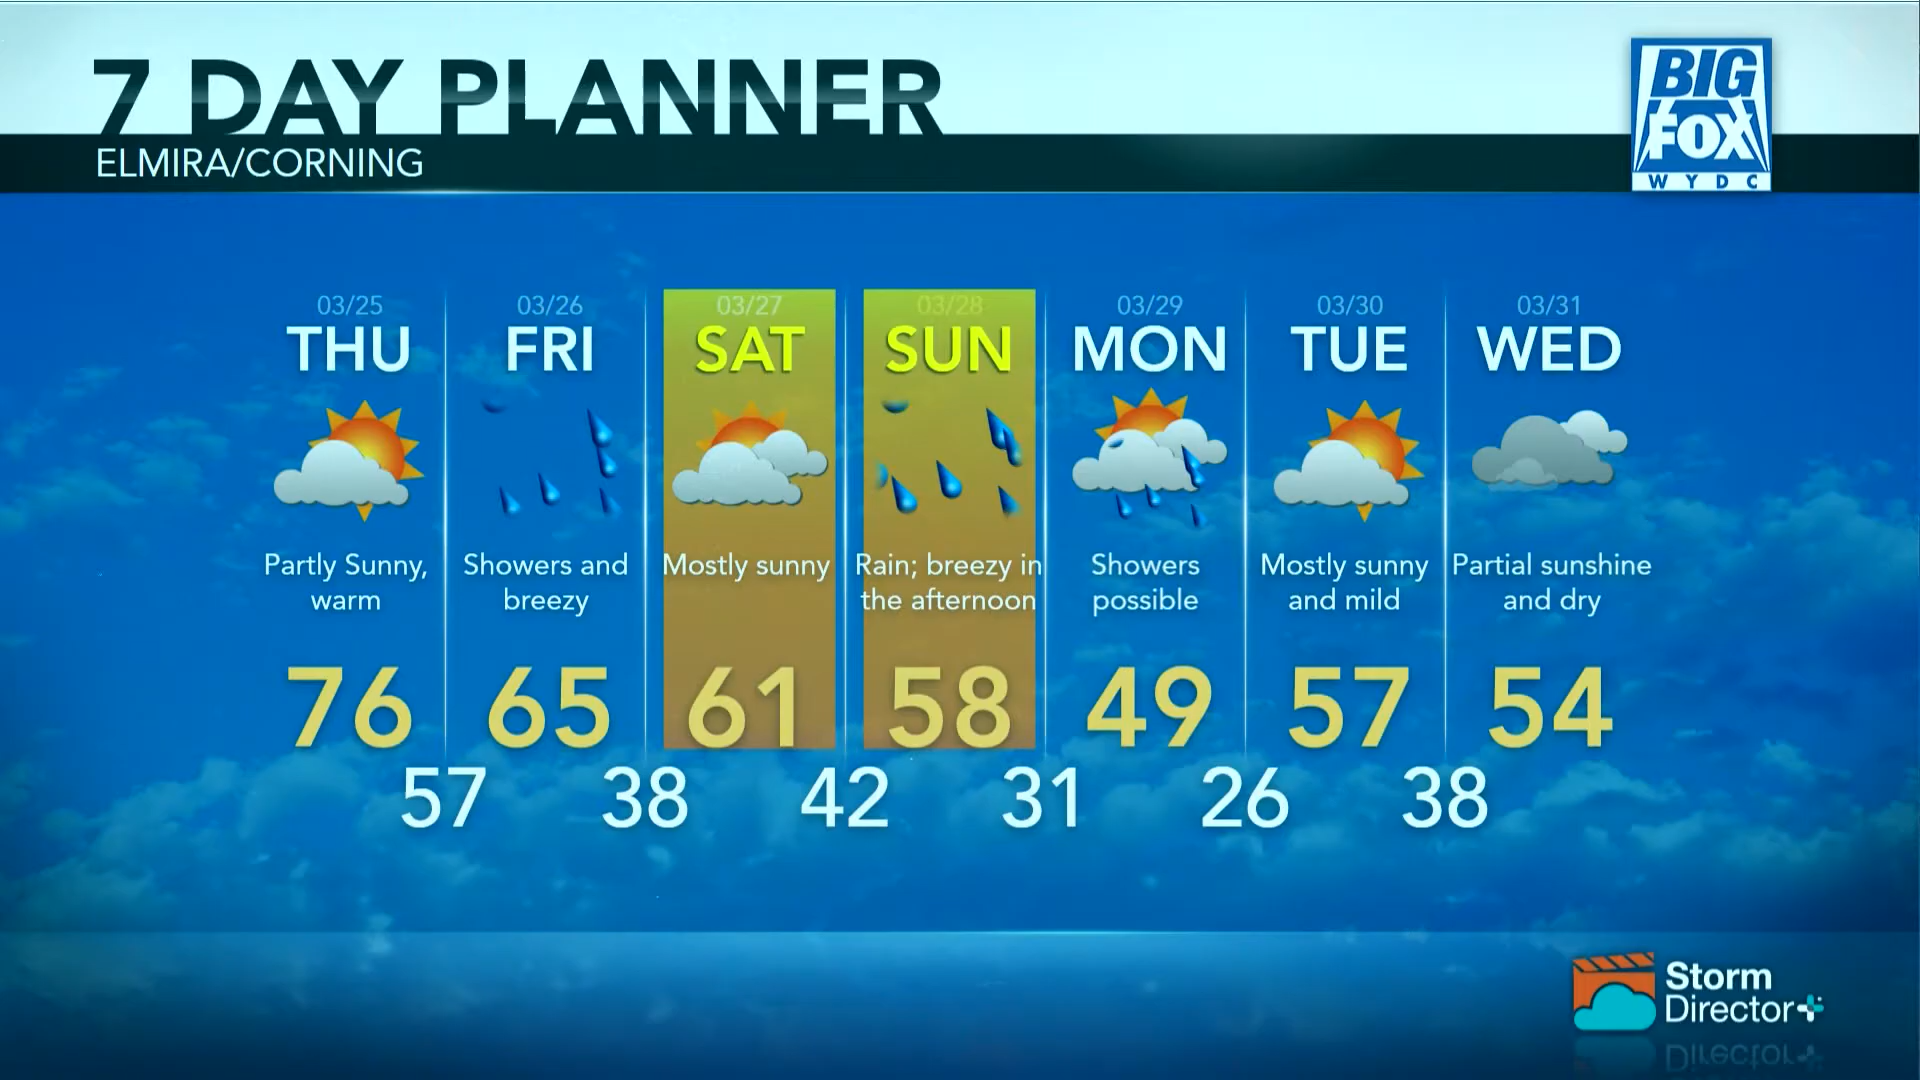 7 DAY PLANNER
ELMIRA/CORNING
BIG
FOX
WYDC
03/25 03/26 03/27 03/28 03/29 03/30 03/31
THU FRI SAT SUN MON TUE WED
Partly Sunny, Showers and Mostly sunny Rain; breezy in Showers Mostly sunny Partial sunshine
warm breezy the afternoon possible and mild and dry
76 65 61 58 49 57 54
57 38 42 31 26 38
Storm
Director+